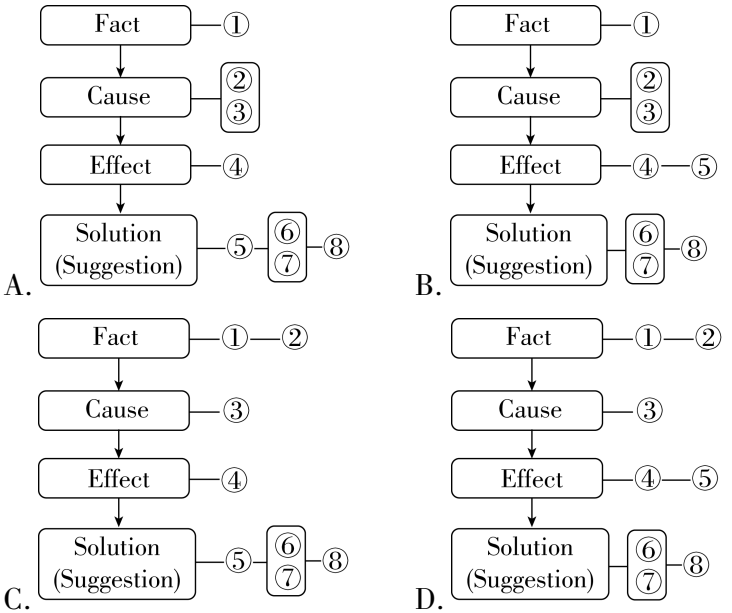 Fact ①
Cause ② ③
Effect ④
Solution (Suggestion) ⑤ ⑥ ⑦ ⑧
A.
Fact ①
Cause ② ③
Effect ④ ⑤
Solution (Suggestion) ⑥ ⑦ ⑧
B.
Fact ① ②
Cause ③
Effect ④
Solution (Suggestion) ⑤ ⑥ ⑦ ⑧
C.
Fact ① ②
Cause ③
Effect ④ ⑤
Solution (Suggestion) ⑥ ⑦ ⑧
D.